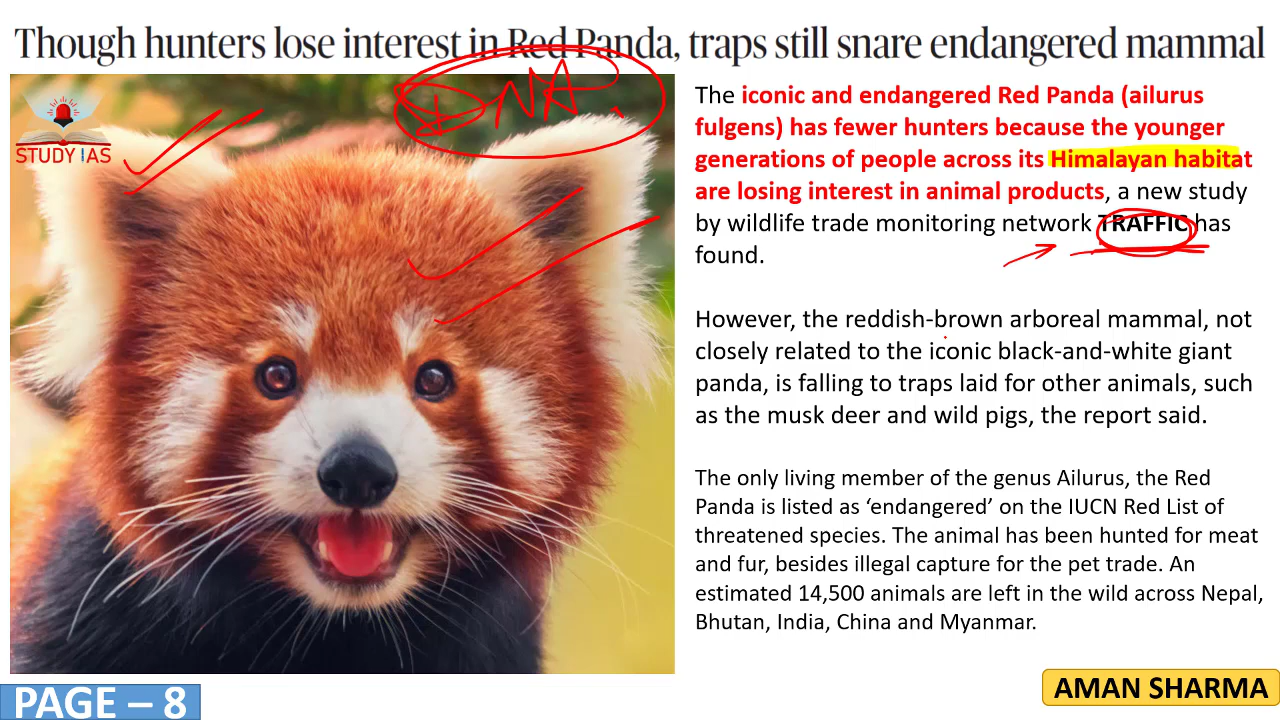 Though hunters lose interest in Red Panda, traps still snare endangered mammal
DNA
STUDY IAS
The iconic and endangered Red Panda (ailurus
fulgens) has fewer hunters because the younger
generations of people across its Himalayan habitat
are losing interest in animal products, a new study
by wildlife trade monitoring network TRAFFIC has
found.
However, the reddish-brown arboreal mammal, not
closely related to the iconic black-and-white giant
panda, is falling to traps laid for other animals, such
as the musk deer and wild pigs, the report said.
The only living member of the genus Ailurus, the Red
Panda is listed as ‘endangered’ on the IUCN Red List of
threatened species. The animal has been hunted for meat
and fur, besides illegal capture for the pet trade. An
estimated 14,500 animals are left in the wild across Nepal,
Bhutan, India, China and Myanmar.
PAGE – 8
AMAN SHARMA